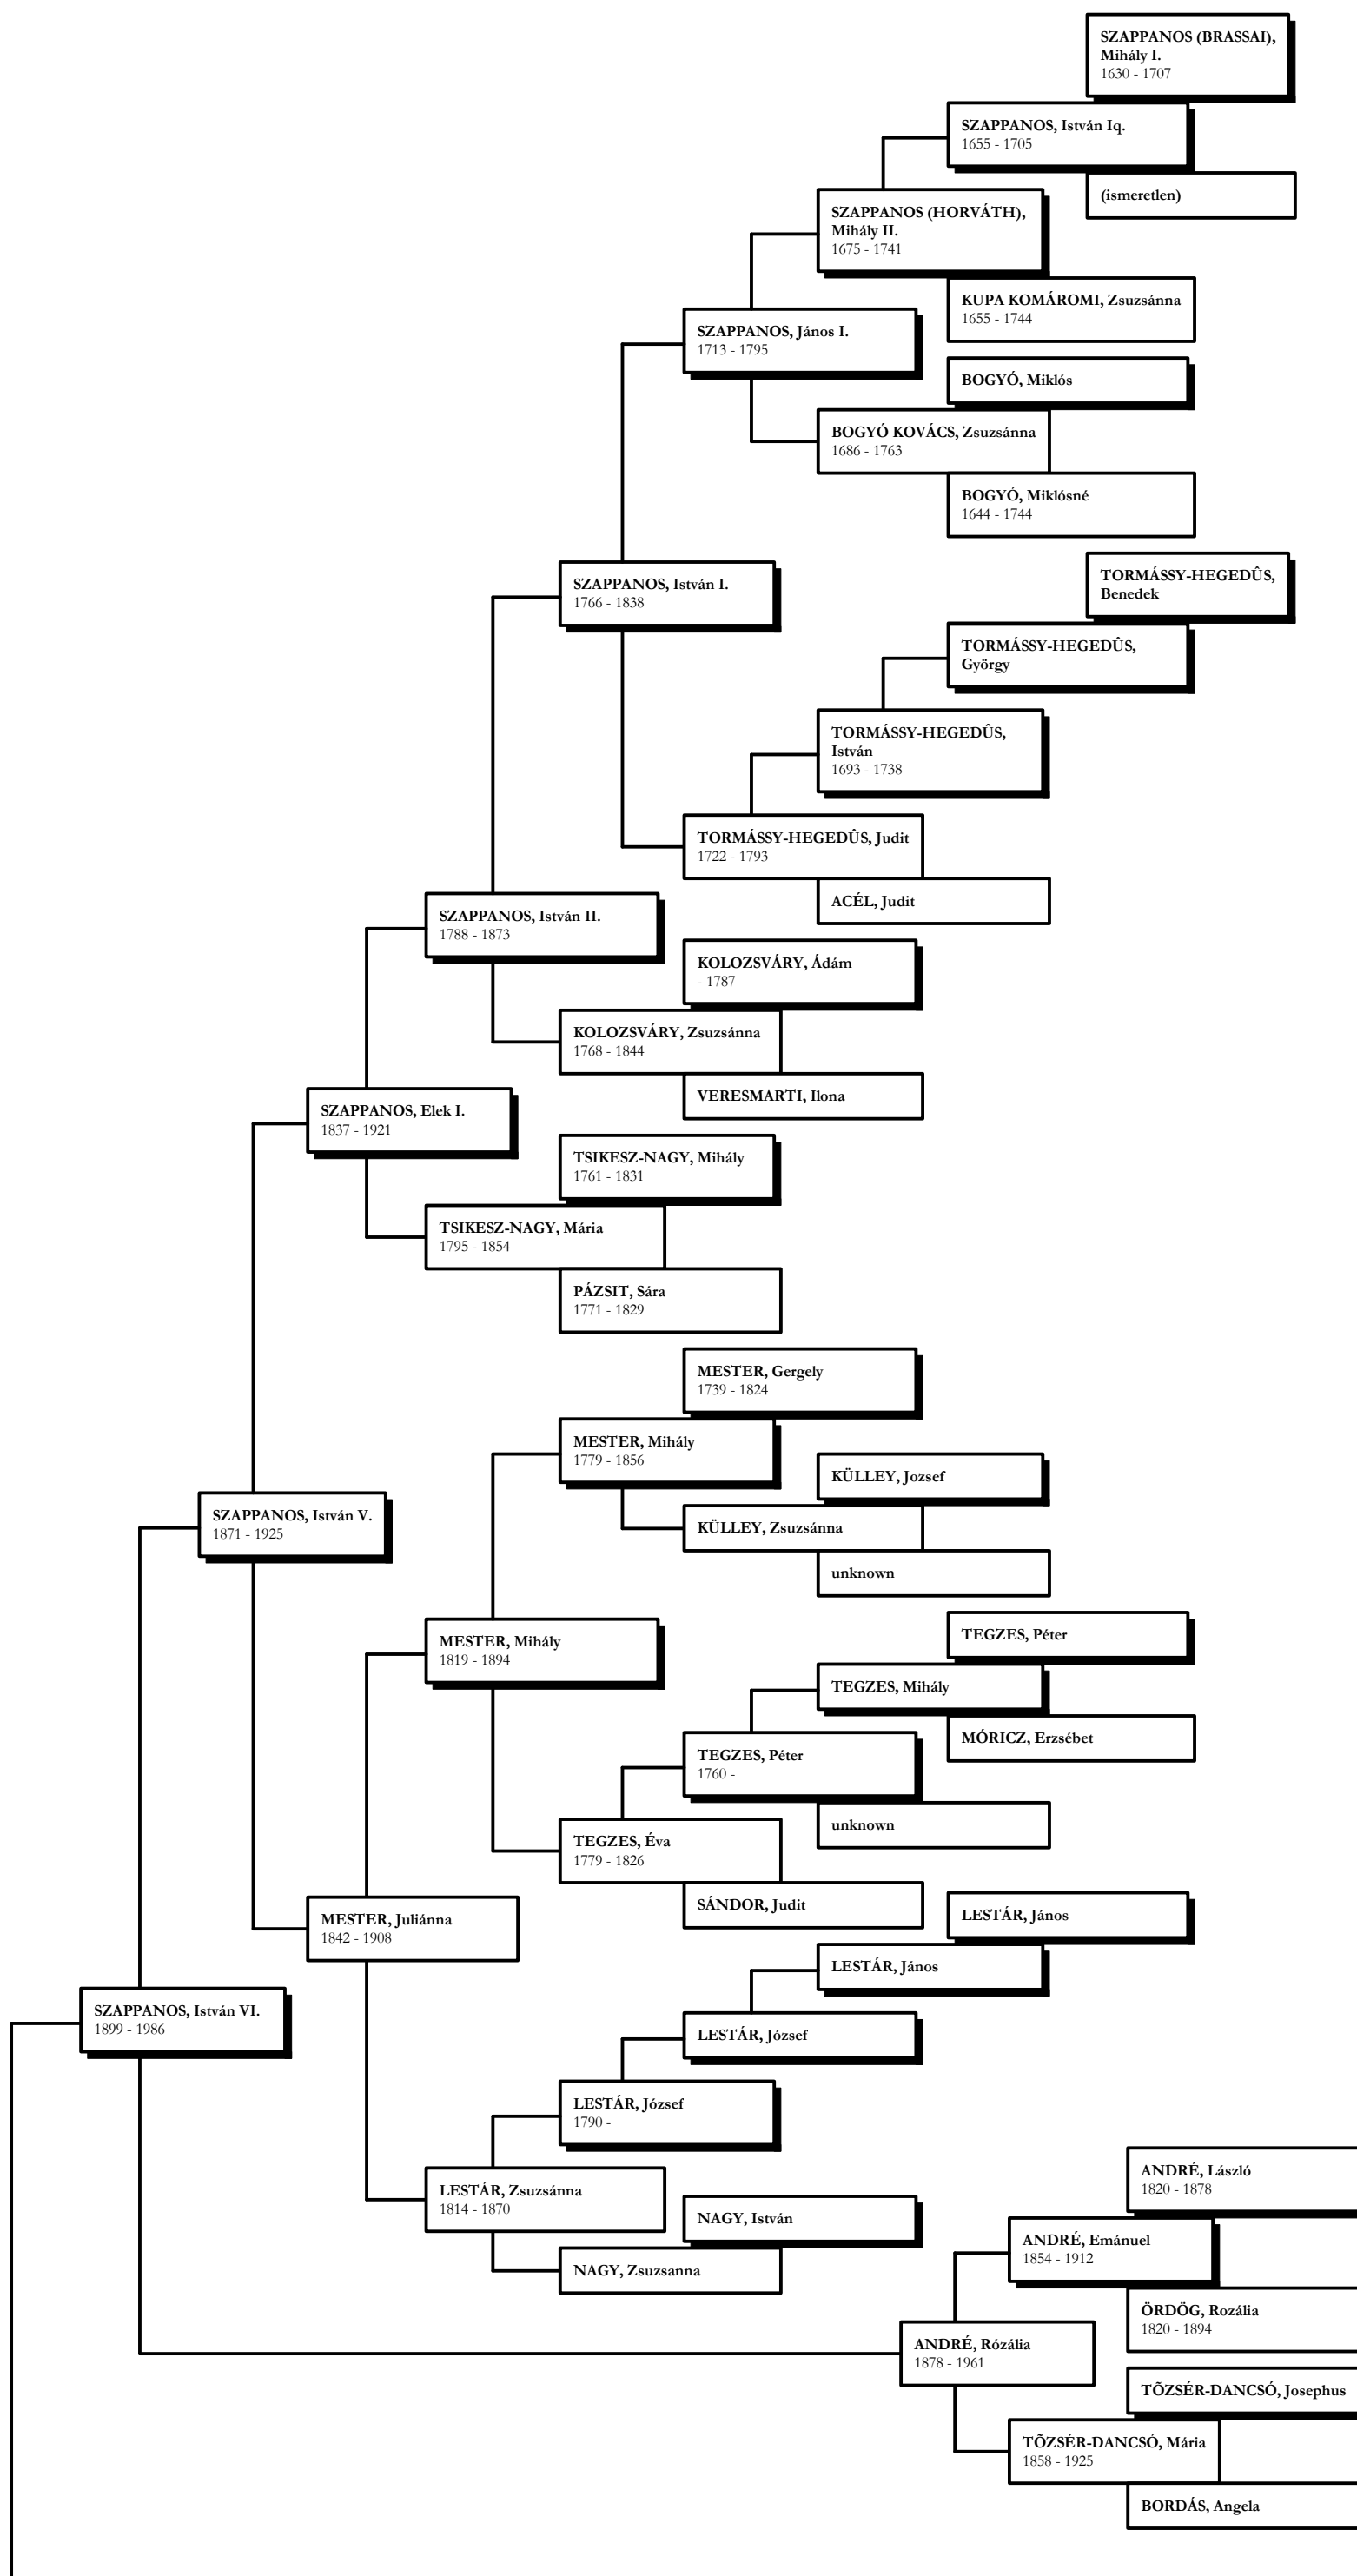 SZAPPANOS (BRASSAI),
Mihály I.
1630 - 1707
SZAPPANOS, István Iq.
1655 - 1705
(ismeretlen)
SZAPPANOS (HORVÁTH),
Mihály II.
1675 - 1741
KUPA KOMÁROMI, Zsuzsánna
1655 - 1744
SZAPPANOS, János I.
1713 - 1795
BOGYÓ, Miklós
BOGYÓ KOVÁCS, Zsuzsánna
1686 - 1763
BOGYÓ, Miklósné
1644 - 1744
SZAPPANOS, István I.
1766 - 1838
TORMÁSSY-HEGEDÛS,
Benedek
TORMÁSSY-HEGEDÛS,
György
TORMÁSSY-HEGEDÛS,
István
1693 - 1738
TORMÁSSY-HEGEDÛS, Judit
1722 - 1793
ACÉL, Judit
SZAPPANOS, István II.
1788 - 1873
KOLOZSVÁRY, Ádám
- 1787
KOLOZSVÁRY, Zsuzsánna
1768 - 1844
VERESMARTI, Ilona
SZAPPANOS, Elek I.
1837 - 1921
TSIKESZ-NAGY, Mihály
1761 - 1831
TSIKESZ-NAGY, Mária
1795 - 1854
PÁZSIT, Sára
1771 - 1829
MESTER, Gergely
1739 - 1824
MESTER, Mihály
1779 - 1856
KÜLLEY, Jozsef
KÜLLEY, Zsuzsánna
unknown
SZAPPANOS, István V.
1871 - 1925
MESTER, Mihály
1819 - 1894
TEGZES, Péter
TEGZES, Mihály
MÓRICZ, Erzsébet
TEGZES, Péter
1760 -
unknown
TEGZES, Éva
1779 - 1826
SÁNDOR, Judit
MESTER, Juliánna
1842 - 1908
LESTÁR, János
LESTÁR, János
SZAPPANOS, István VI.
1899 - 1986
LESTÁR, József
LESTÁR, József
1790 -
LESTÁR, Zsuzsánna
1814 - 1870
NAGY, István
NAGY, Zsuzsanna
ANDRÉ, László
1820 - 1878
ANDRÉ, Emánuel
1854 - 1912
ÖRDÖG, Rozália
1820 - 1894
ANDRÉ, Rózália
1878 - 1961
TÕZSÉR-DANCSÓ, Josephus
TÕZSÉR-DANCSÓ, Mária
1858 - 1925
BORDÁS, Angela